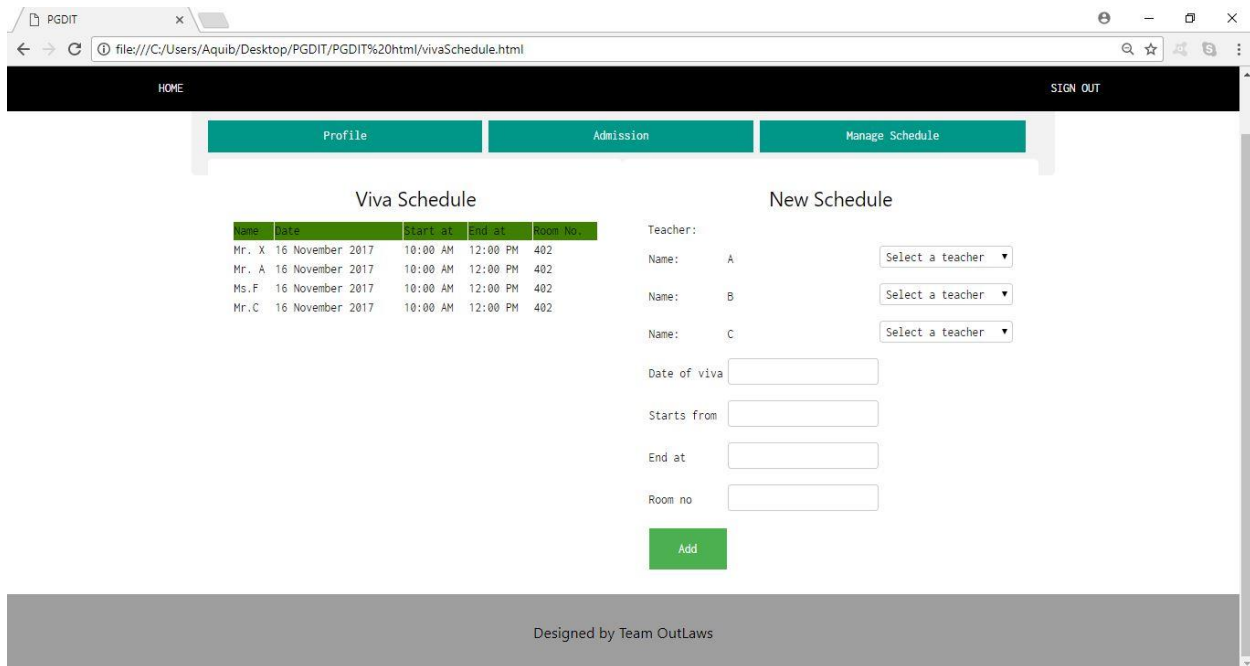 PGDIT
file:///C:/Users/Aquib/Desktop/PGDIT/PGDIT%20html/vivaSchedule.html
HOME SIGN OUT
Profile Admission Manage Schedule
Viva Schedule
Name Date Start at End at Room No.
Mr. X 16 November 2017 10:00 AM 12:00 PM 402
Mr. A 16 November 2017 10:00 AM 12:00 PM 402
Ms.F 16 November 2017 10:00 AM 12:00 PM 402
Mr.C 16 November 2017 10:00 AM 12:00 PM 402
New Schedule
Teacher:
Name: A Select a teacher
Name: B Select a teacher
Name: C Select a teacher
Date of viva
Starts from
End at
Room no
Add
Designed by Team OutLaws